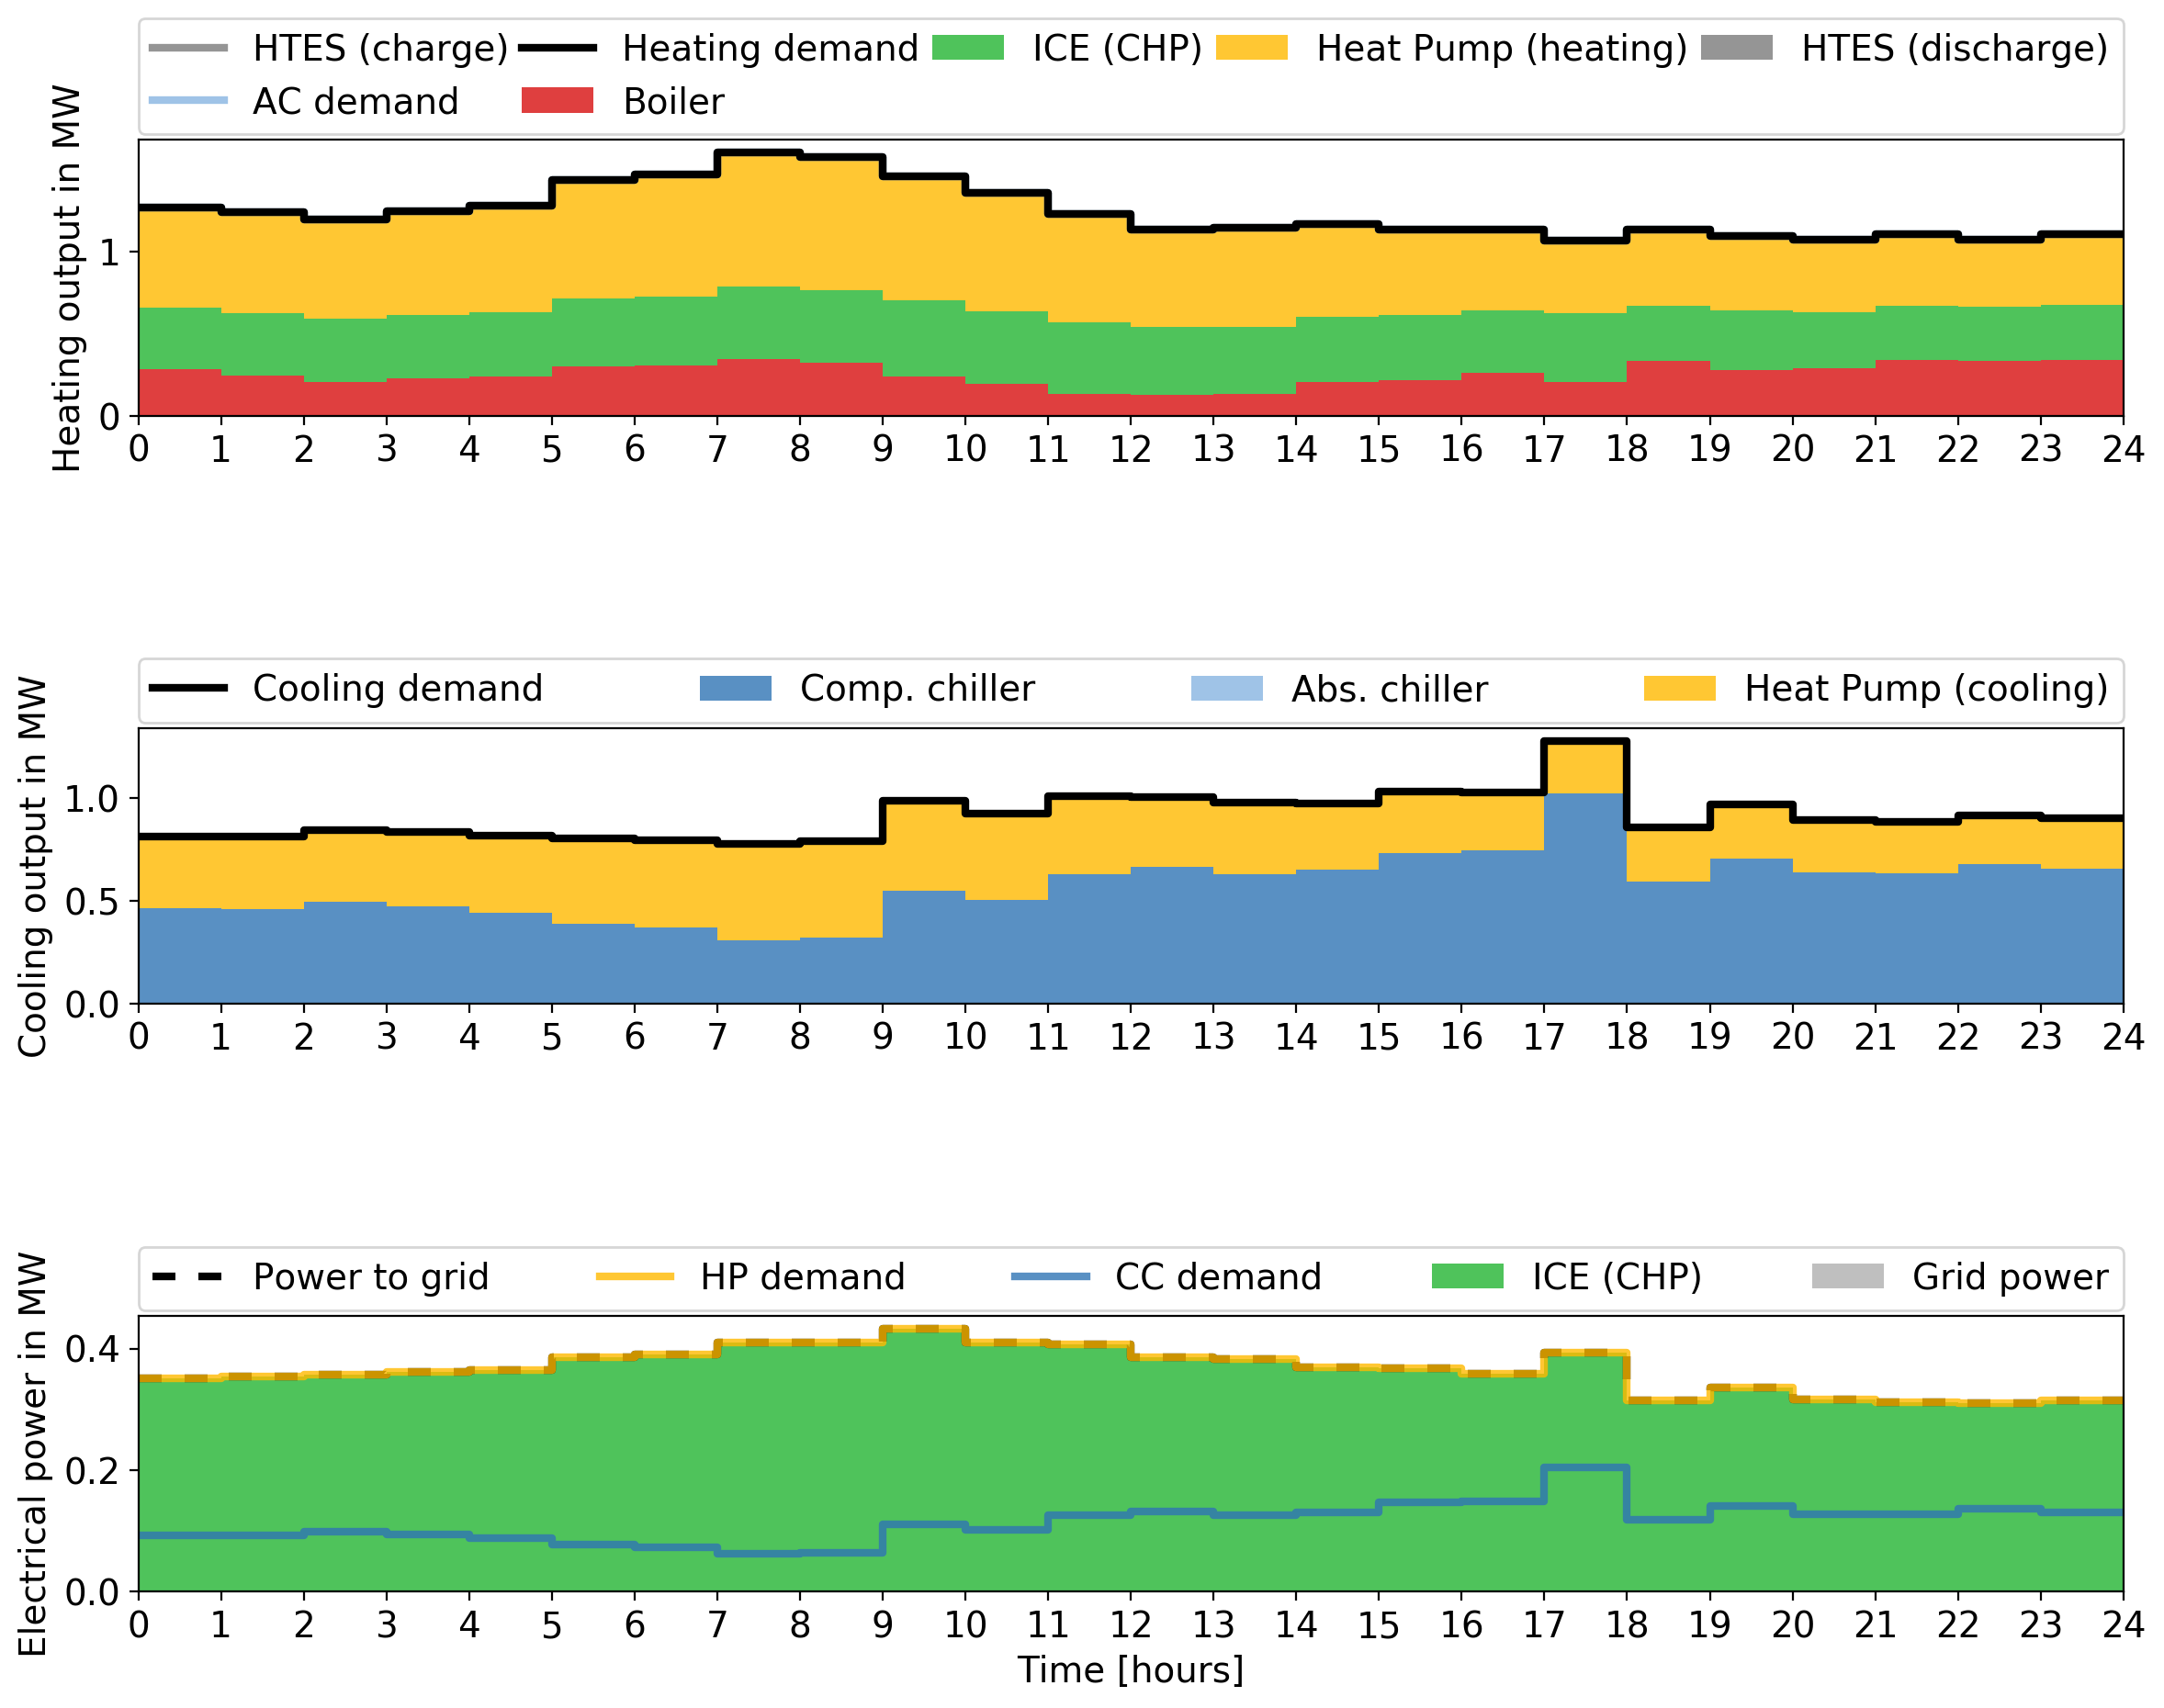 HTES (charge) Heating demand ICE (CHP) Heat Pump (heating) HTES (discharge)
AC demand Boiler
Heating output in MW
1
0
0 1 2 3 4 5 6 7 8 9 10 11 12 13 14 15 16 17 18 19 20 21 22 23 24
Cooling demand Comp. chiller Abs. chiller Heat Pump (cooling)
Cooling output in MW
1.0
0.5
0.0
0 1 2 3 4 5 6 7 8 9 10 11 12 13 14 15 16 17 18 19 20 21 22 23 24
Power to grid HP demand CC demand ICE (CHP) Grid power
Electrical power in MW
0.4
0.2
0.0
0 1 2 3 4 5 6 7 8 9 10 11 12 13 14 15 16 17 18 19 20 21 22 23 24
Time [hours]